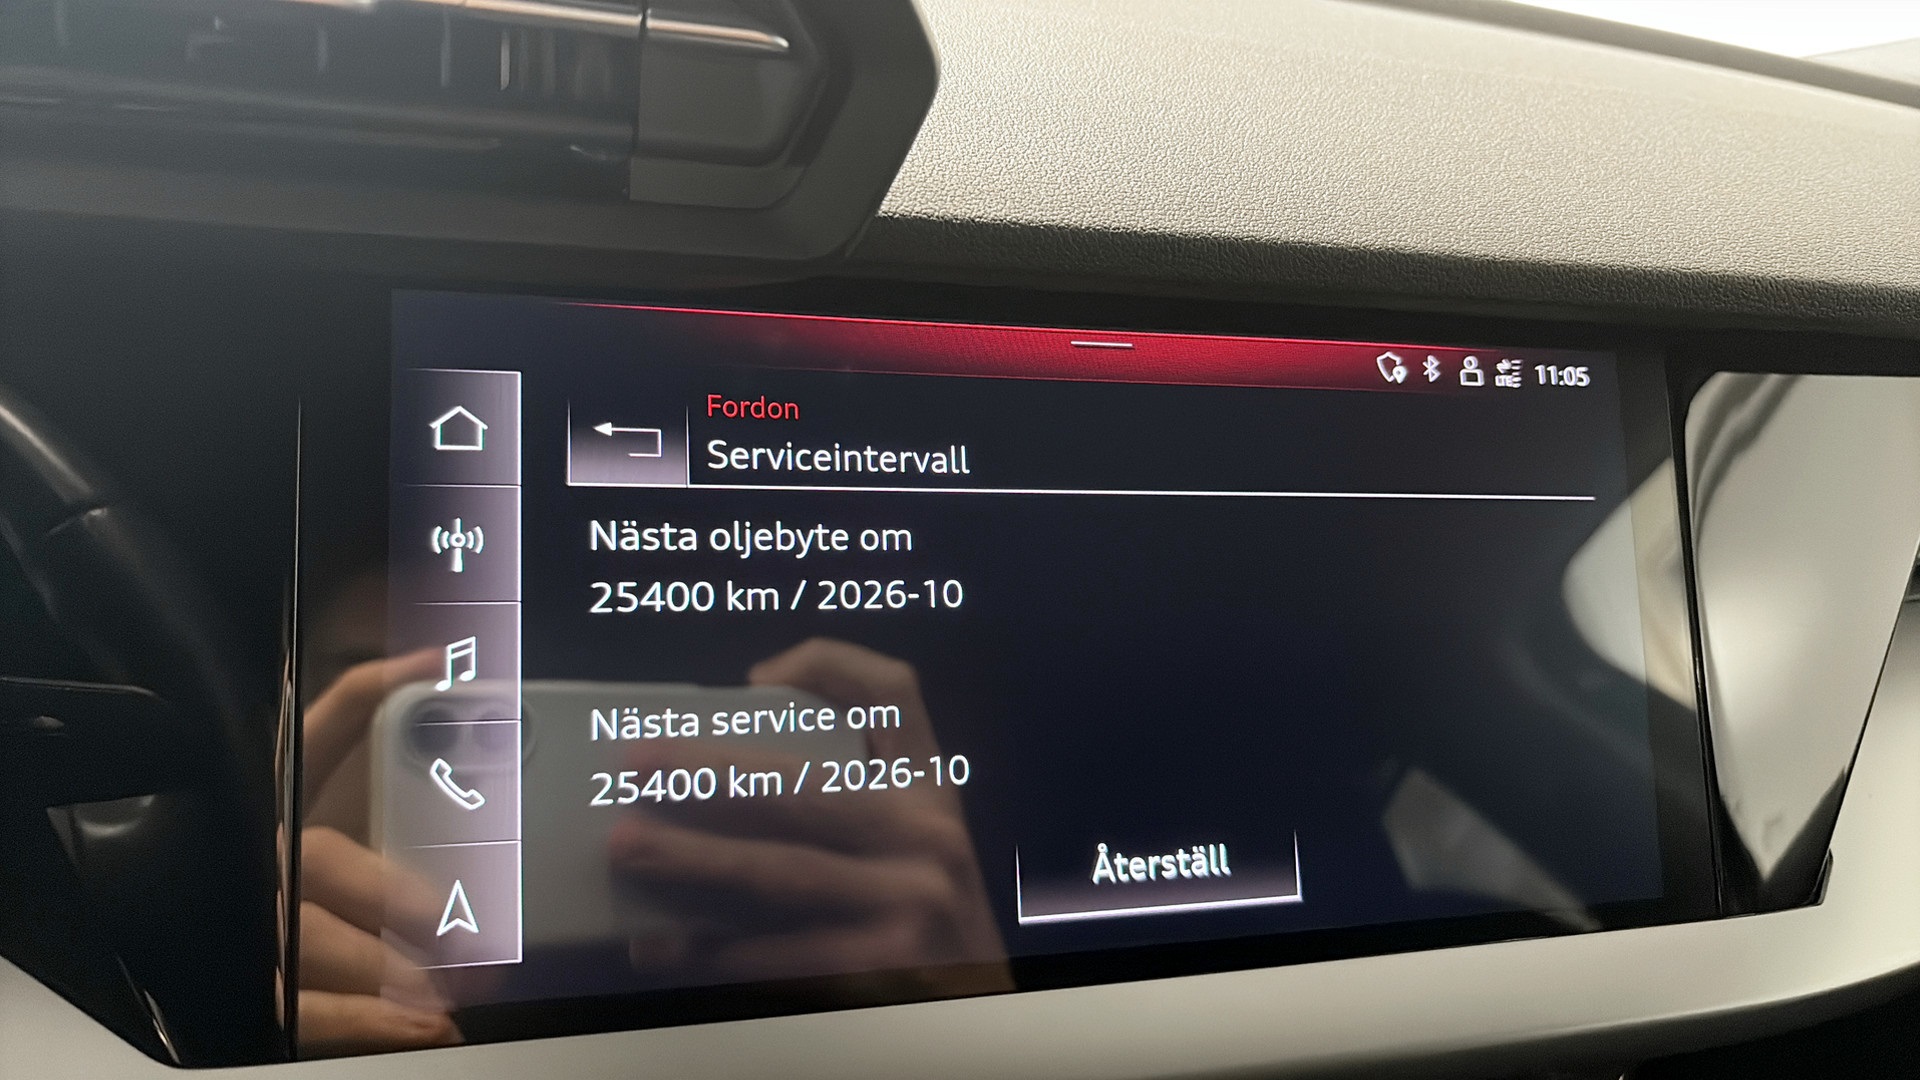 LTE 11:05
Fordon
Serviceintervall
Nästa oljebyte om
25400 km / 2026-10
Nästa service om
25400 km / 2026-10
Återställ